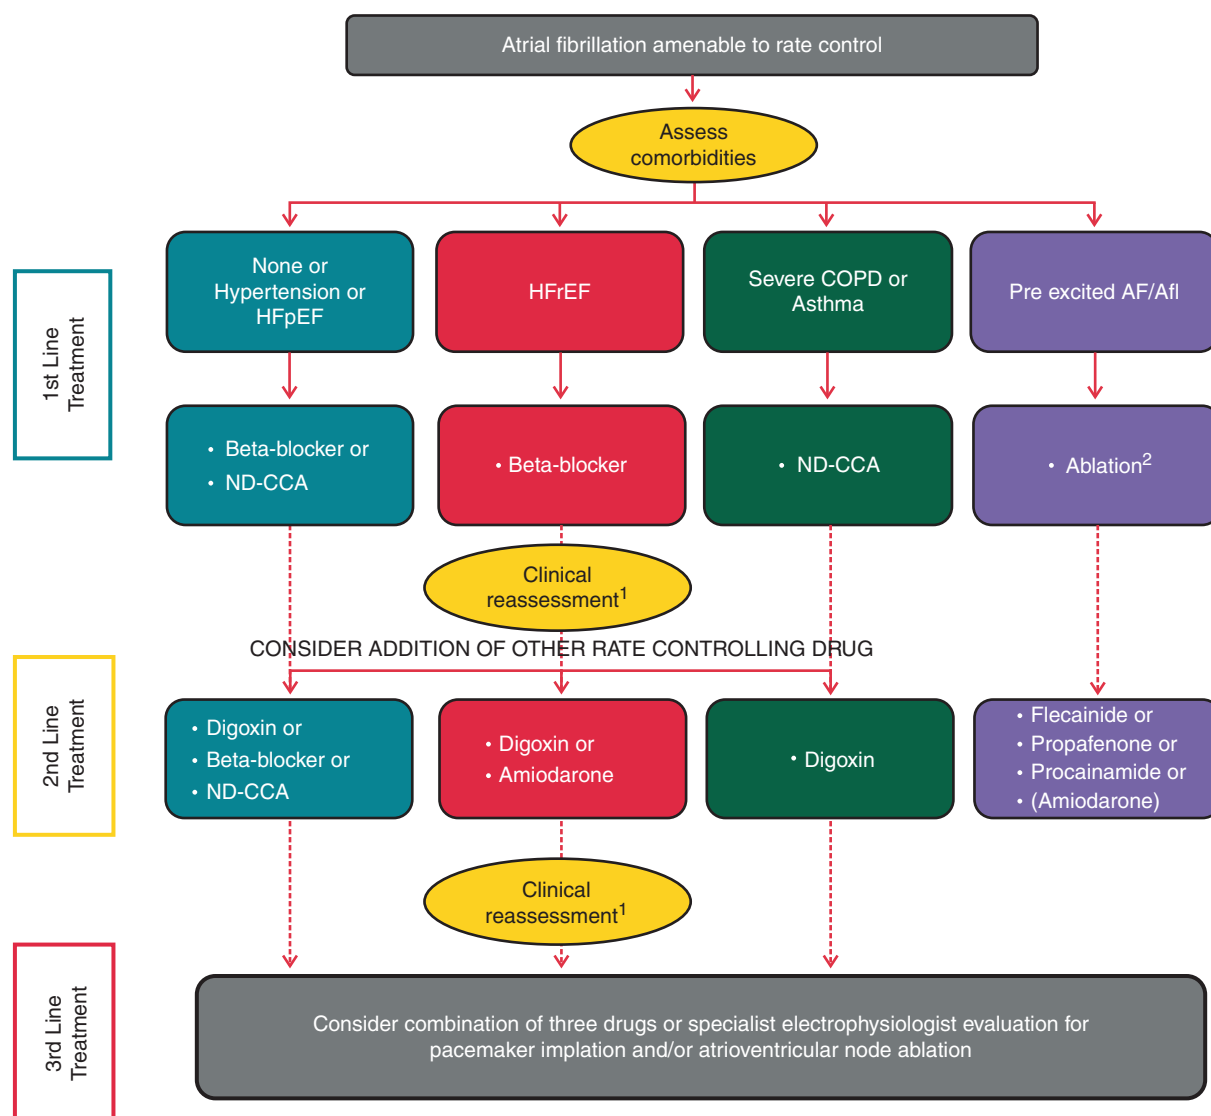 Atrial fibrillation amenable to rate control
Assess
comorbidities
1st Line
Treatment
None or
Hypertension or
HFpEF
HFrEF
Severe COPD or
Asthma
Pre excited AF/Afl
• Beta-blocker or
• ND-CCA
• Beta-blocker
• ND-CCA
• Ablation2
Clinical
reassessment1
CONSIDER ADDITION OF OTHER RATE CONTROLLING DRUG
2nd Line
Treatment
• Digoxin or
• Beta-blocker or
• ND-CCA
• Digoxin or
• Amiodarone
• Digoxin
• Flecainide or
• Propafenone or
• Procainamide or
• (Amiodarone)
Clinical
reassessment1
3rd Line
Treatment
Consider combination of three drugs or specialist electrophysiologist evaluation for
pacemaker implation and/or atrioventricular node ablation